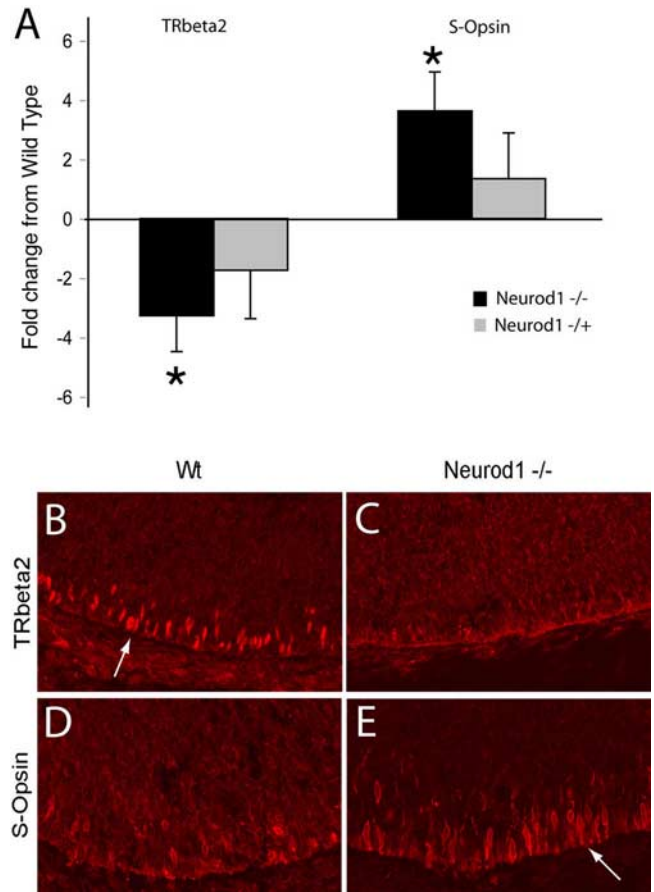 A
TRbeta2 S-Opsin
Fold change from Wild Type
6
4
2
0
-2
-4
-6
*
*
Neurod1 -/-
Neurod1 -/+
Wt Neurod1 -/-
TRbeta2
B C
S-Opsin
D E